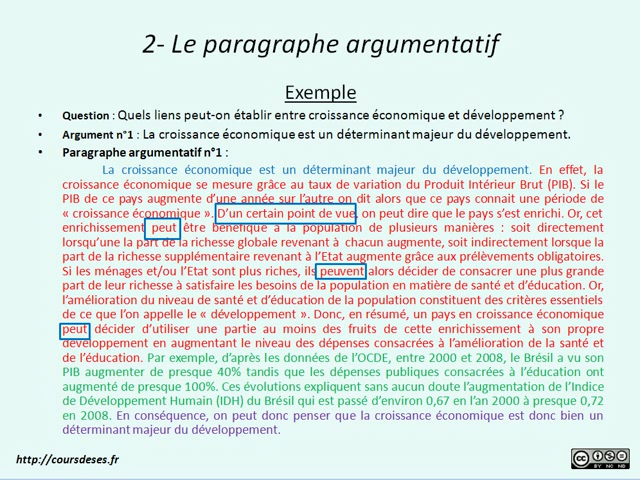 2- Le paragraphe argumentatif
Exemple
• Question : Quels liens peut-on établir entre croissance économique et développement ?
• Argument n°1 : La croissance économique est un déterminant majeur du développement.
• Paragraphe argumentatif n°1 :
La croissance économique est un déterminant majeur du développement. En effet, la
croissance économique se mesure grâce au taux de variation du Produit Intérieur Brut (PIB). Si le
PIB de ce pays augmente d’une année sur l’autre on dit alors que ce pays connait une période de
« croissance économique ». D’un certain point de vue, on peut dire que le pays s’est enrichi. Or, cet
enrichissement peut être bénéfique à la population de plusieurs manières : soit directement
lorsqu’une la part de la richesse globale revenant à chacun augmente, soit indirectement lorsque la
part de la richesse supplémentaire revenant à l’Etat augmente grâce aux prélèvements obligatoires.
Si les ménages et/ou l’Etat sont plus riches, ils peuvent alors décider de consacrer une plus grande
part de leur richesse à satisfaire les besoins de la population en matière de santé et d’éducation. Or,
l’amélioration du niveau de santé et d’éducation de la population constituent des critères essentiels
de ce que l’on appelle le « développement ». Donc, en résumé, un pays en croissance économique
peut décider d’utiliser une partie au moins des fruits de cette enrichissement à son propre
développement en augmentant le niveau des dépenses consacrées à l’amélioration de la santé et
de l’éducation. Par exemple, d’après les données de l’OCDE, entre 2000 et 2008, le Brésil a vu son
PIB augmenter de presque 40% tandis que les dépenses publiques consacrées à l’éducation ont
augmenté de presque 100%. Ces évolutions expliquent sans aucun doute l’augmentation de l’Indice
de Développement Humain (IDH) du Brésil qui est passé d’environ 0,67 en l’an 2000 à presque 0,72
en 2008. En conséquence, on peut donc penser que la croissance économique est donc bien un
déterminant majeur du développement.
http://coursdeses.fr
cc BY NC ND